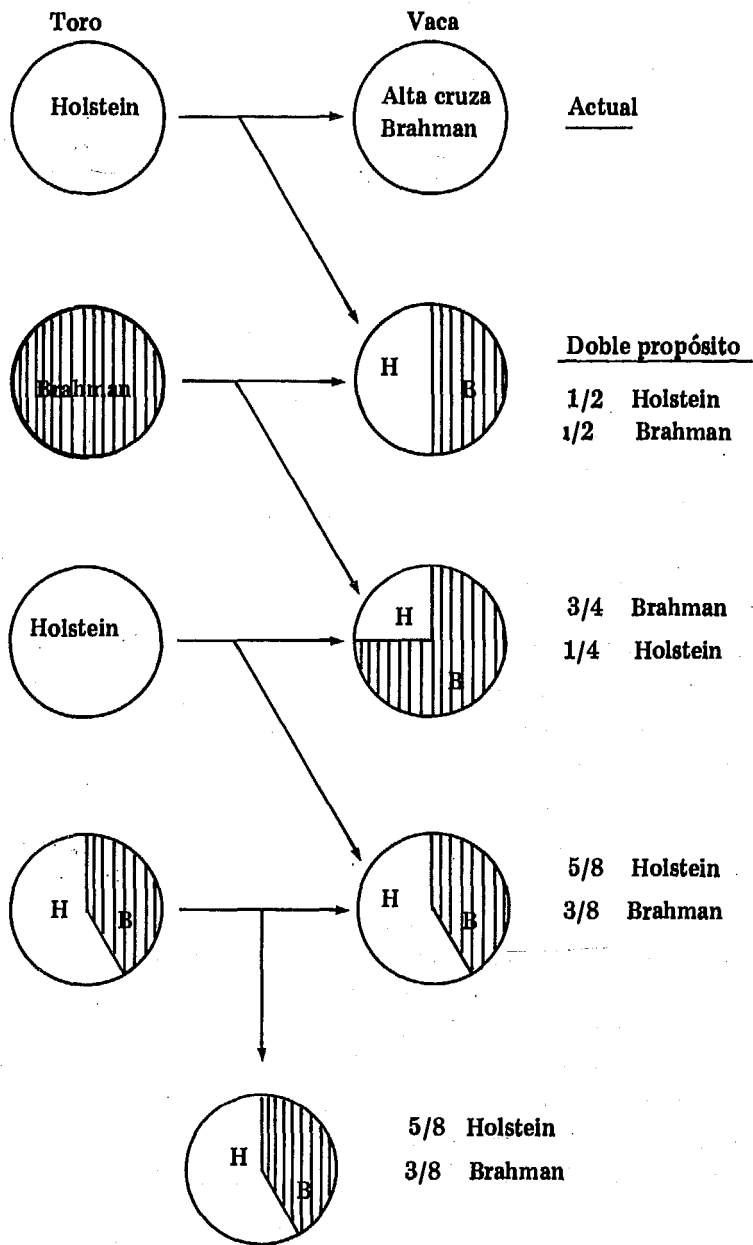 Toro Vaca
Holstein Alta cruza
Brahman Actual
Brahman H B Doble propósito
1/2 Holstein
1/2 Brahman
Holstein H B 3/4 Brahman
1/4 Holstein
H B H B 5/8 Holstein
3/8 Brahman
H B 5/8 Holstein
3/8 Brahman